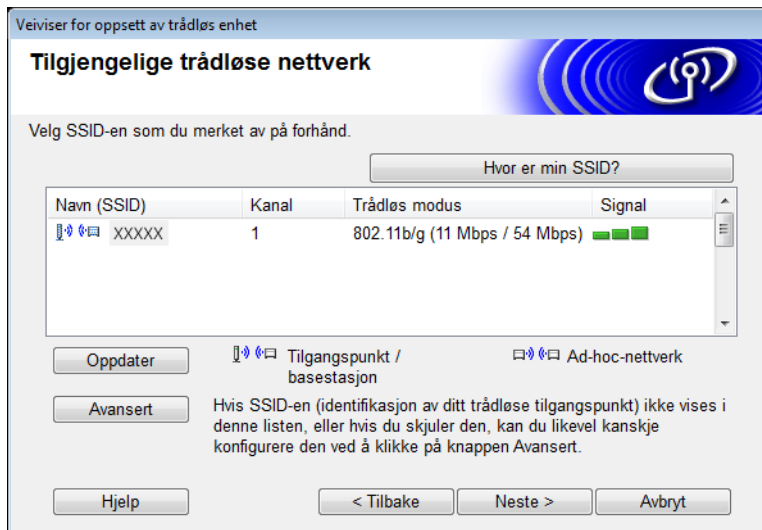 Veiviser for oppsett av trådløs enhet
Tilgjengelige trådløse nettverk
Velg SSID-en som du merket av på forhånd.
Hvor er min SSID?
Navn (SSID) Kanal Trådløs modus Signal
XXXXX 1 802.11b/g (11 Mbps / 54 Mbps)
Oppdater
Tilgangspunkt /
basestasjon
Ad-hoc-nettverk
Avansert
Hvis SSID-en (identifikasjon av ditt trådløse tilgangspunkt) ikke vises i
denne listen, eller hvis du skjuler den, kan du likevel kanskje
konfigurere den ved å klikke på knappen Avansert.
Hjelp < Tilbake Neste > Avbryt